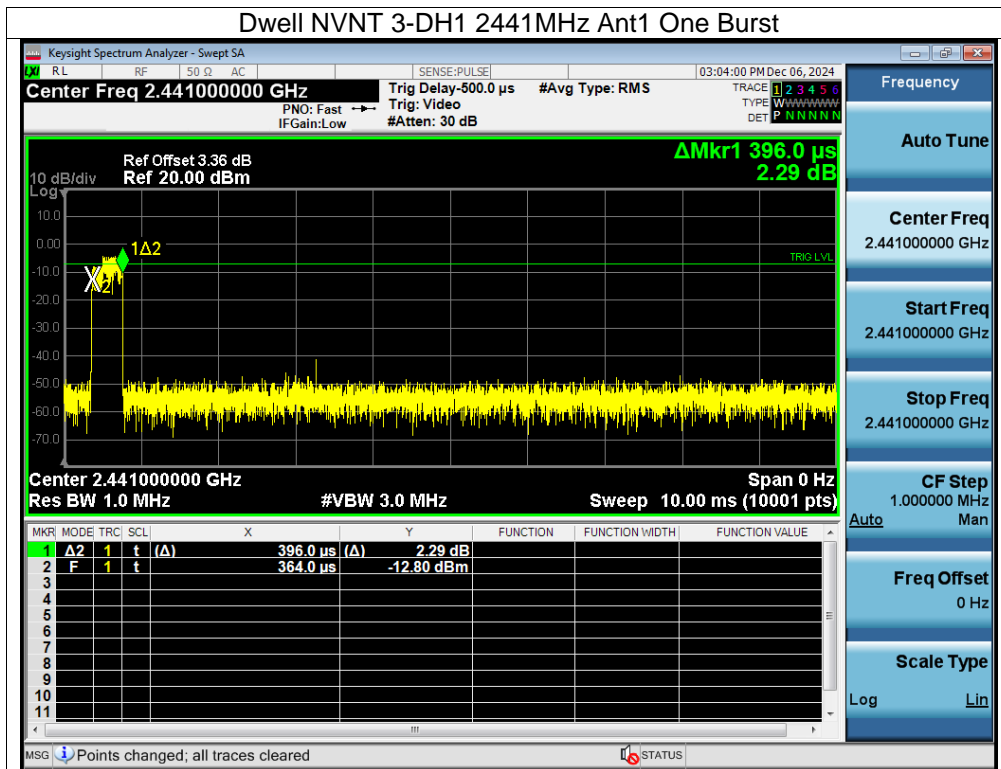 Dwell NVNT 3-DH1 2441MHz Ant1 One Burst
Keysight Spectrum Analyzer - Swept SA
LXI RL RF 50 Ω AC SENSE:PULSE 03:04:00 PM Dec 06, 2024
Center Freq 2.441000000 GHz Trig Delay-500.0 µs #Avg Type: RMS TRACE 1 2 3 4 5 6
PNO: Fast Trig: Video TYPE WWWWWWW
IFGain:Low #Atten: 30 dB DET P N N N N N
Frequency
Auto Tune
Center Freq
2.441000000 GHz
Start Freq
2.441000000 GHz
Stop Freq
2.441000000 GHz
CF Step
1.000000 MHz
Auto Man
Freq Offset
0 Hz
Scale Type
Log Lin
ΔMkr1 396.0 µs
2.29 dB
Ref Offset 3.36 dB
10 dB/div Ref 20.00 dBm
Log
10.0
0.00
-10.0
-20.0
-30.0
-40.0
-50.0
-60.0
-70.0
1Δ2
TRIG LVL
2
Center 2.441000000 GHz Span 0 Hz
Res BW 1.0 MHz #VBW 3.0 MHz Sweep 10.00 ms (10001 pts)
MKR MODE TRC SCL X Y FUNCTION FUNCTION WIDTH FUNCTION VALUE
1 Δ2 1 t (Δ) 396.0 µs (Δ) 2.29 dB
2 F 1 t 364.0 µs -12.80 dBm
3
4
5
6
7
8
9
10
11
MSG Points changed; all traces cleared STATUS